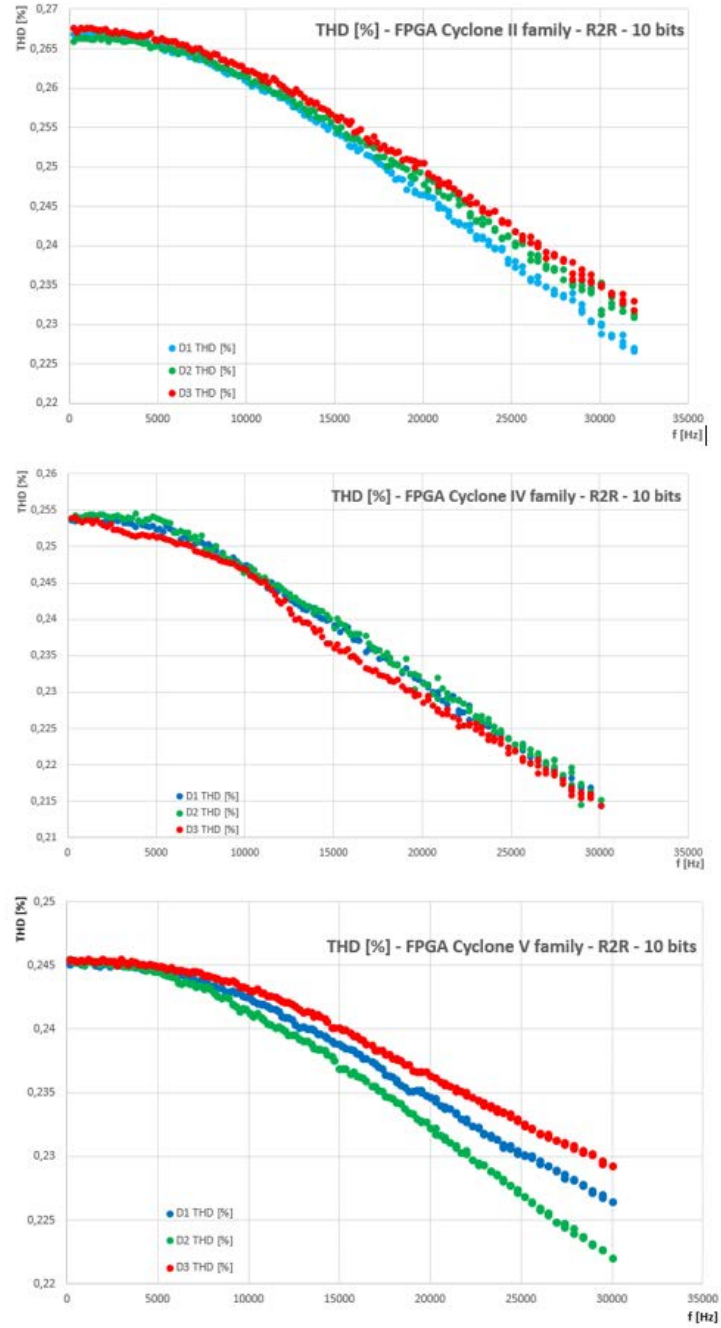 THD [%]
THD [%] - FPGA Cyclone II family - R2R - 10 bits
0,27
0,265
0,26
0,255
0,25
0,245
0,24
0,235
0,23
0,225
0,22
D1 THD [%]
D2 THD [%]
D3 THD [%]
0 5000 10000 15000 20000 25000 30000 35000
f [Hz]
THD [%]
THD [%] - FPGA Cyclone IV family - R2R - 10 bits
0,26
0,255
0,25
0,245
0,24
0,235
0,23
0,225
0,22
0,215
0,21
D1 THD [%]
D2 THD [%]
D3 THD [%]
0 5000 10000 15000 20000 25000 30000 35000
f [Hz]
THD [%]
THD [%] - FPGA Cyclone V family - R2R - 10 bits
0,25
0,245
0,24
0,235
0,23
0,225
0,22
D1 THD [%]
D2 THD [%]
D3 THD [%]
0 5000 10000 15000 20000 25000 30000 35000
f [Hz]